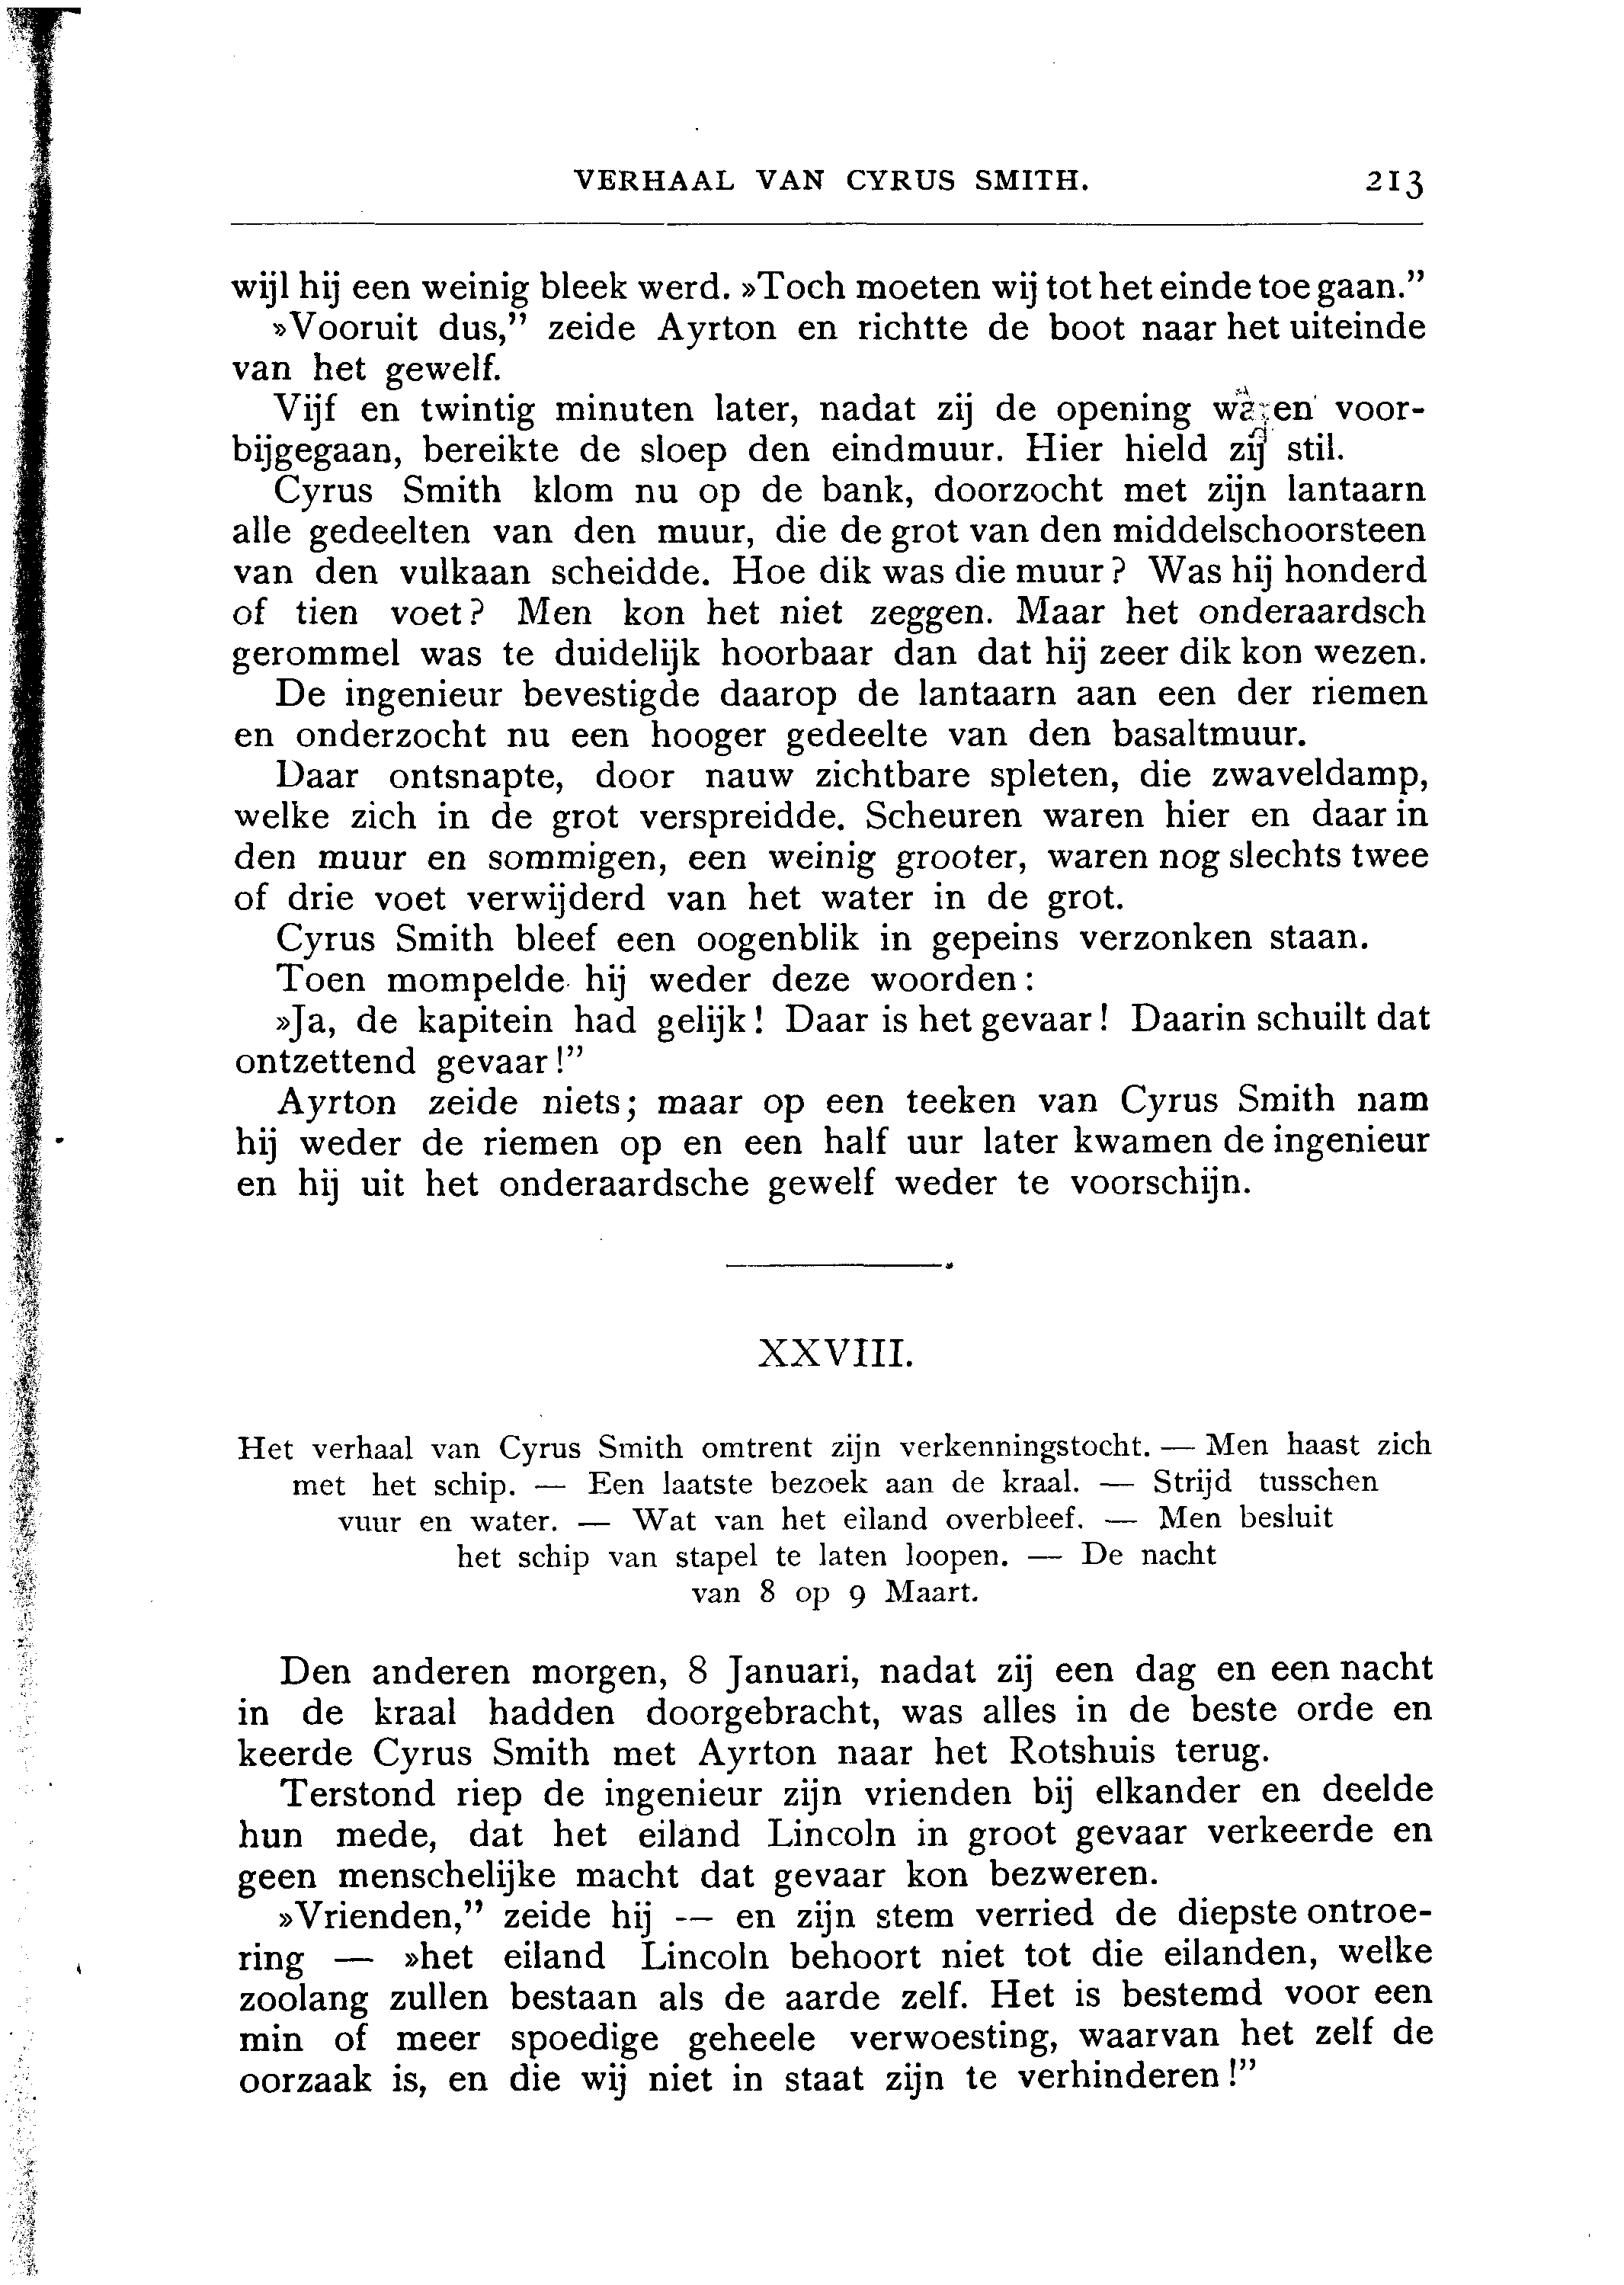 VERHAAL VAN CYRUS SMITH. 213
wijl hij een weinig bleek werd. »Toch moeten wij tot het einde toe gaan.”
»Vooruit dus,” zeide Ayrton en richtte de boot naar het uiteinde
van het gewelf.
Vijf en twintig minuten later, nadat zij de opening waren voor-
bijgegaan, bereikte de sloep den eindmuur. Hier hield zij stil.
Cyrus Smith klom nu op de bank, doorzocht met zijn lantaarn
alle gedeelten van den muur, die de grot van den middelschoorsteen
van den vulkaan scheidde. Hoe dik was die muur? Was hij honderd
of tien voet? Men kon het niet zeggen. Maar het onderaardsch
gerommel was te duidelijk hoorbaar dan dat hij zeer dik kon wezen.
De ingenieur bevestigde daarop de lantaarn aan een der riemen
en onderzocht nu een hooger gedeelte van den basaltmuur.
Daar ontsnapte, door nauw zichtbare spleten, die zwaveldamp,
welke zich in de grot verspreidde. Scheuren waren hier en daar in
den muur en sommigen, een weinig grooter, waren nog slechts twee
of drie voet verwijderd van het water in de grot.
Cyrus Smith bleef een oogenblik in gepeins verzonken staan.
Toen mompelde hij weder deze woorden:
»Ja, de kapitein had gelijk! Daar is het gevaar! Daarin schuilt dat
ontzettend gevaar!”
Ayrton zeide niets; maar op een teeken van Cyrus Smith nam
hij weder de riemen op en een half uur later kwamen de ingenieur
en hij uit het onderaardsche gewelf weder te voorschijn.
XXVIII.
Het verhaal van Cyrus Smith omtrent zijn verkenningstocht. — Men haast zich
met het schip. — Een laatste bezoek aan de kraal. — Strijd tusschen
vuur en water. — Wat van het eiland overbleef. — Men besluit
het schip van stapel te laten loopen. — De nacht
van 8 op 9 Maart.
Den anderen morgen, 8 Januari, nadat zij een dag en een nacht
in de kraal hadden doorgebracht, was alles in de beste orde en
keerde Cyrus Smith met Ayrton naar het Rotshuis terug.
Terstond riep de ingenieur zijn vrienden bij elkander en deelde
hun mede, dat het eiland Lincoln in groot gevaar verkeerde en
geen menschelijke macht dat gevaar kon bezweren.
»Vrienden,” zeide hij — en zijn stem verried de diepste ontroe-
ring — »het eiland Lincoln behoort niet tot die eilanden, welke
zoolang zullen bestaan als de aarde zelf. Het is bestemd voor een
min of meer spoedige geheele verwoesting, waarvan het zelf de
oorzaak is, en die wij niet in staat zijn te verhinderen!”